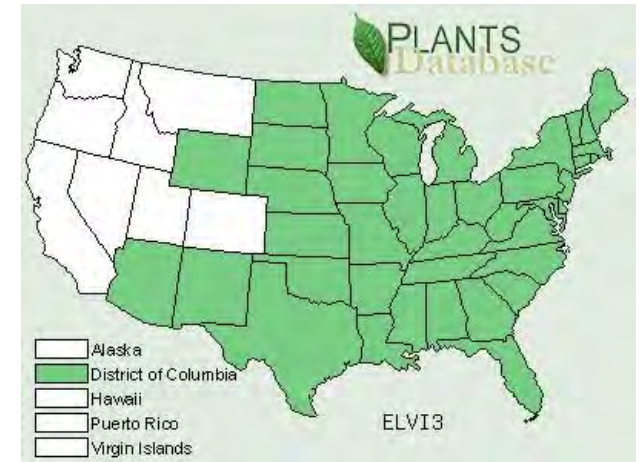 PLANTS
Database
Alaska
District of Columbia
Hawaii
Puerto Rico
Virgin Islands
ELVI3